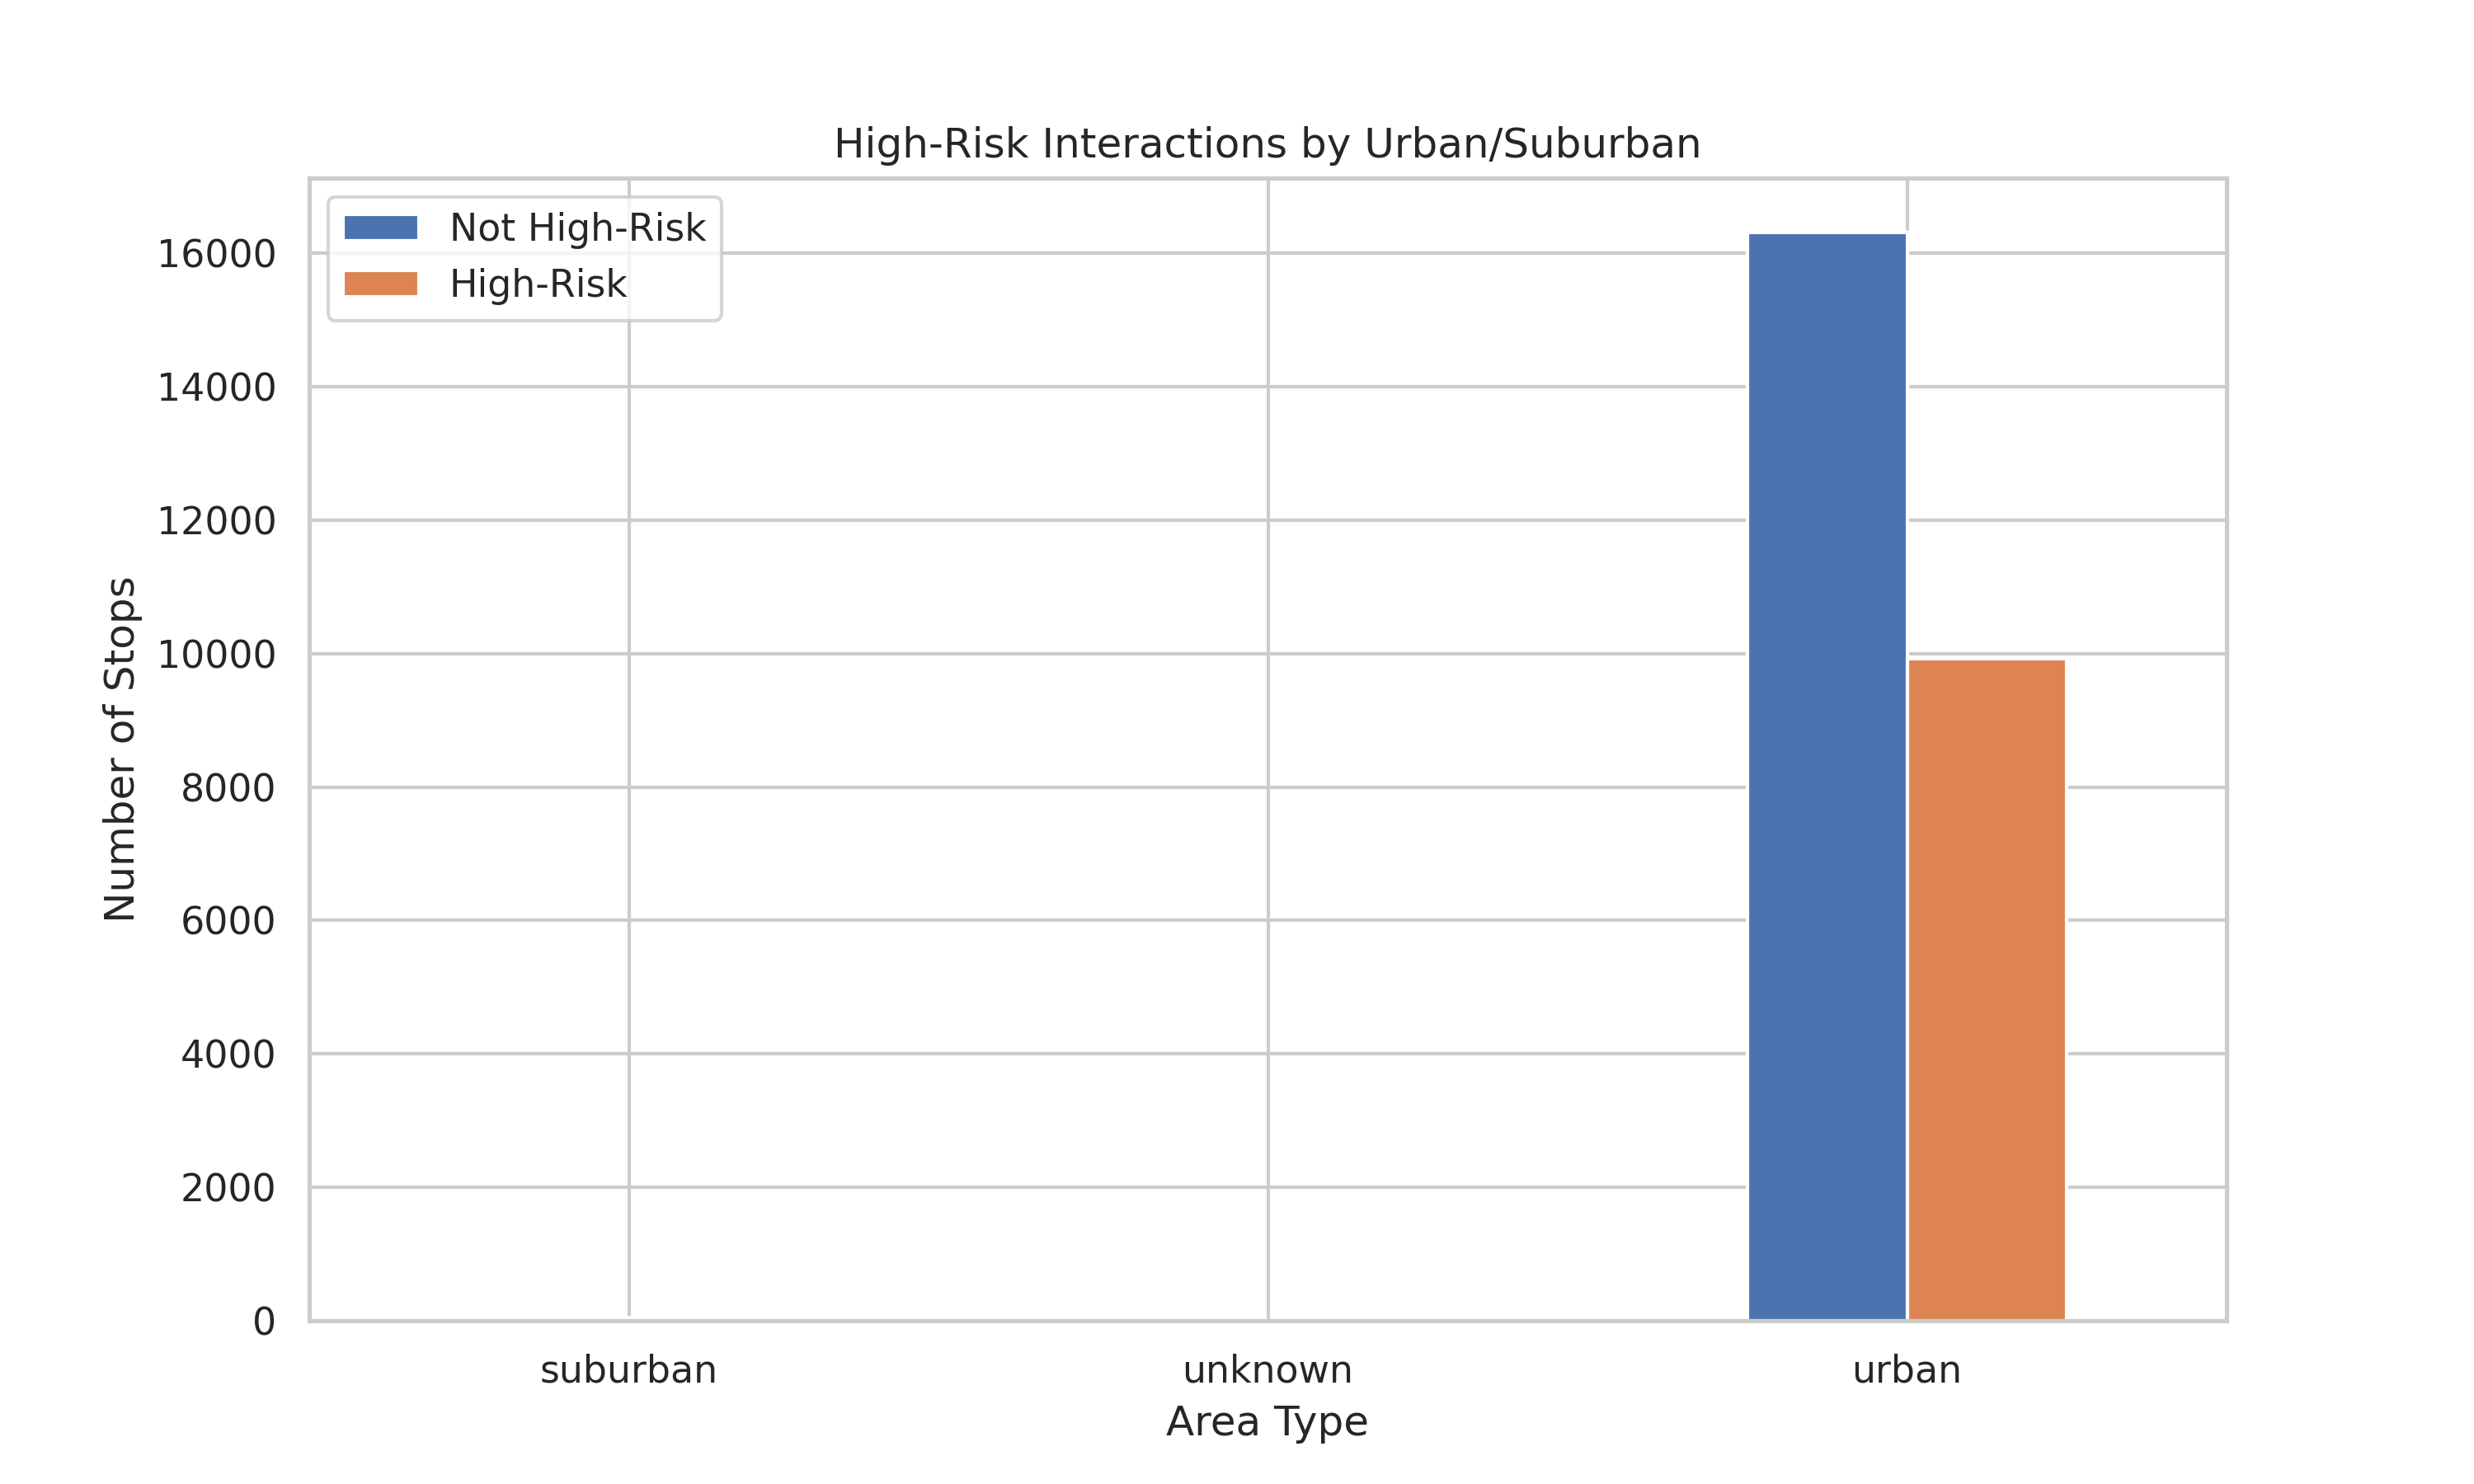 High-Risk Interactions by Urban/Suburban
Not High-Risk
High-Risk
16000
14000
12000
10000
8000
6000
4000
2000
0
Number of Stops
suburban
unknown
urban
Area Type